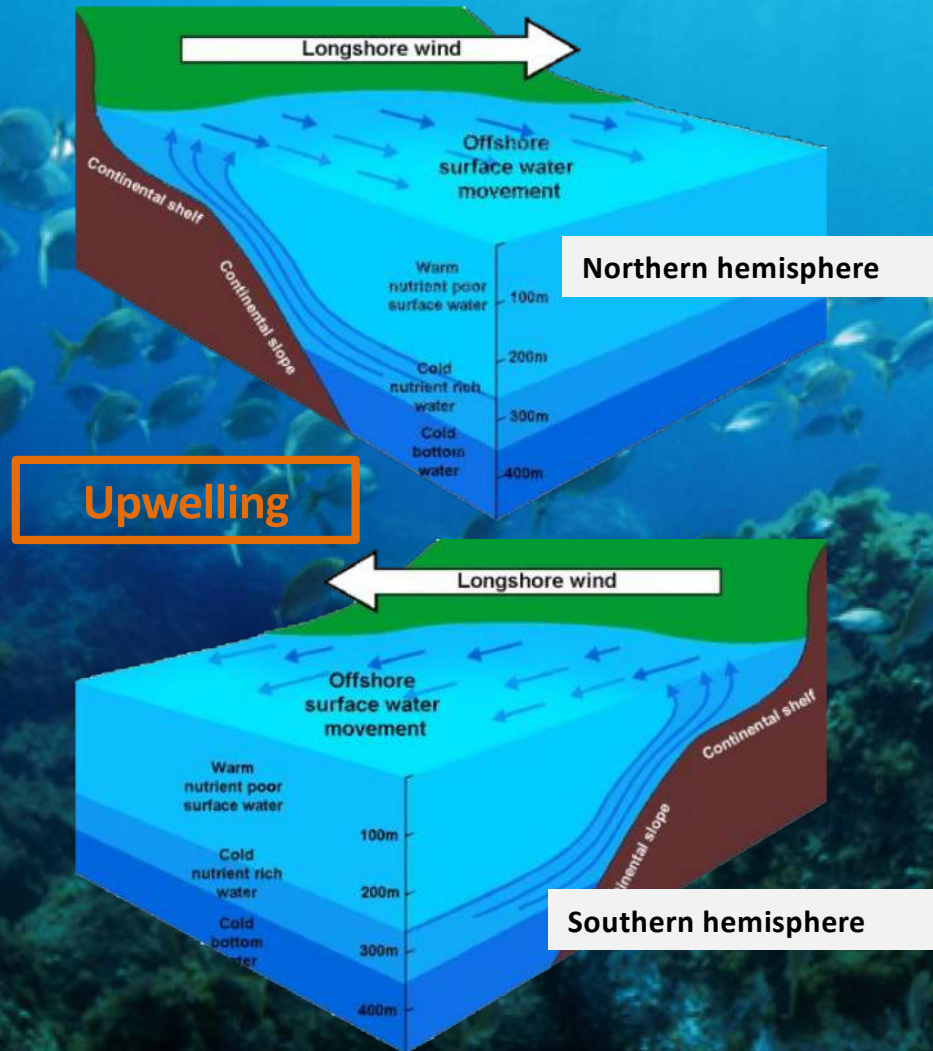 Longshore wind
Offshore
surface water
movement
Continental shelf
Continental slope
Warm
nutrient poor
surface water
100m
200m
Cold
nutrient rich
water
300m
Cold
bottom
water
400m
Northern hemisphere
Upwelling
Longshore wind
Offshore
surface water
movement
Continental shelf
slope
Warm
nutrient poor
surface water
100m
Cold
nutrient rich
water
200m
Cold
bottom
300m
400m
Southern hemisphere